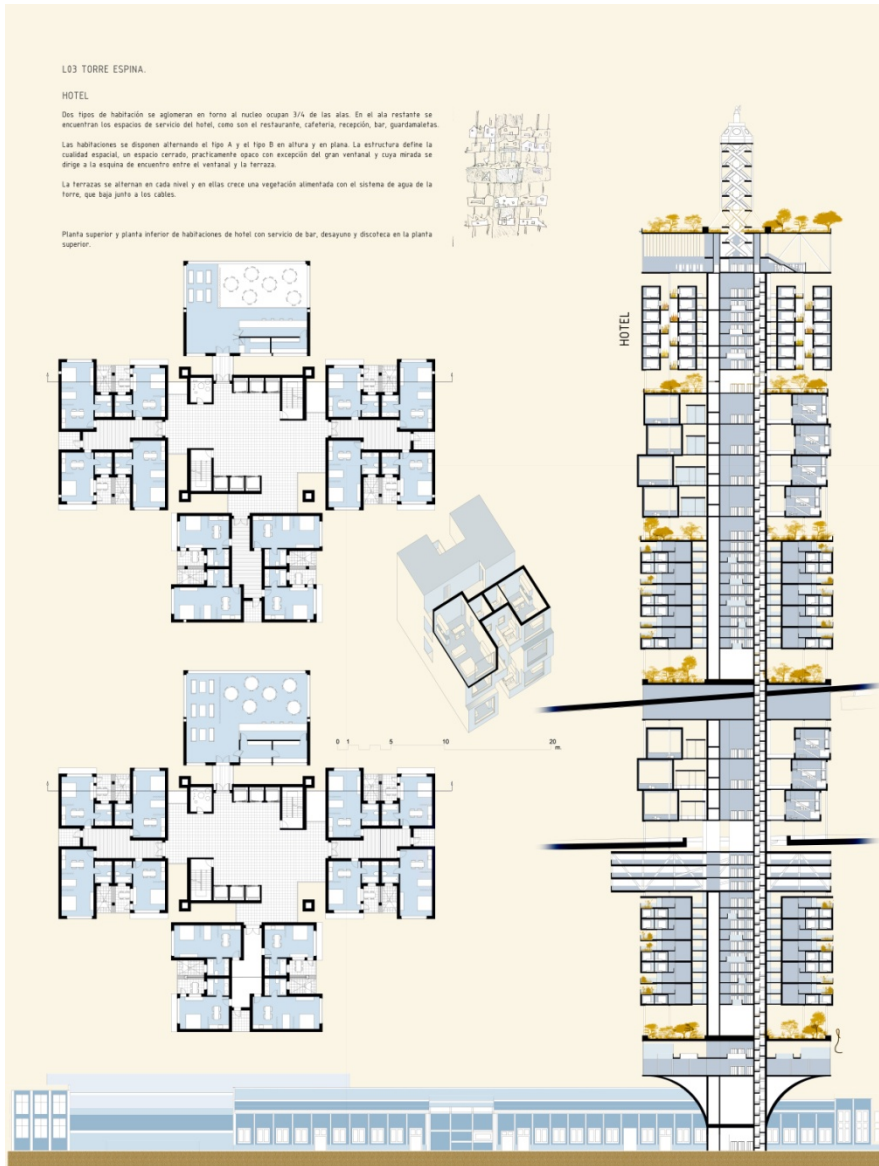 L03 TORRE ESPINA.
HOTEL
Dos tipos de habitación se aglomeran en torno al nucleo ocupan 3/4 de las alas. En el ala restante se
encuentran los espacios de servicio del hotel, como son el restaurante, cafeteria, recepción, bar, guardamaletas.
Las habitaciones se disponen alternando el tipo A y el tipo B en altura y en plana. La estructura define la
cualidad espacial, un espacio cerrado, practicamente opaco con excepción del gran ventanal y cuya mirada se
dirige a la esquina de encuentro entre el ventanal y la terraza.
La terrazas se alternan en cada nivel y en ellas crece una vegetación alimentada con el sistema de agua de la
torre, que baja junto a los cables.
Planta superior y planta inferior de habitaciones de hotel con servicio de bar, desayuno y discoteca en la planta
superior.
HOTEL
0 1 5 10 20
m.